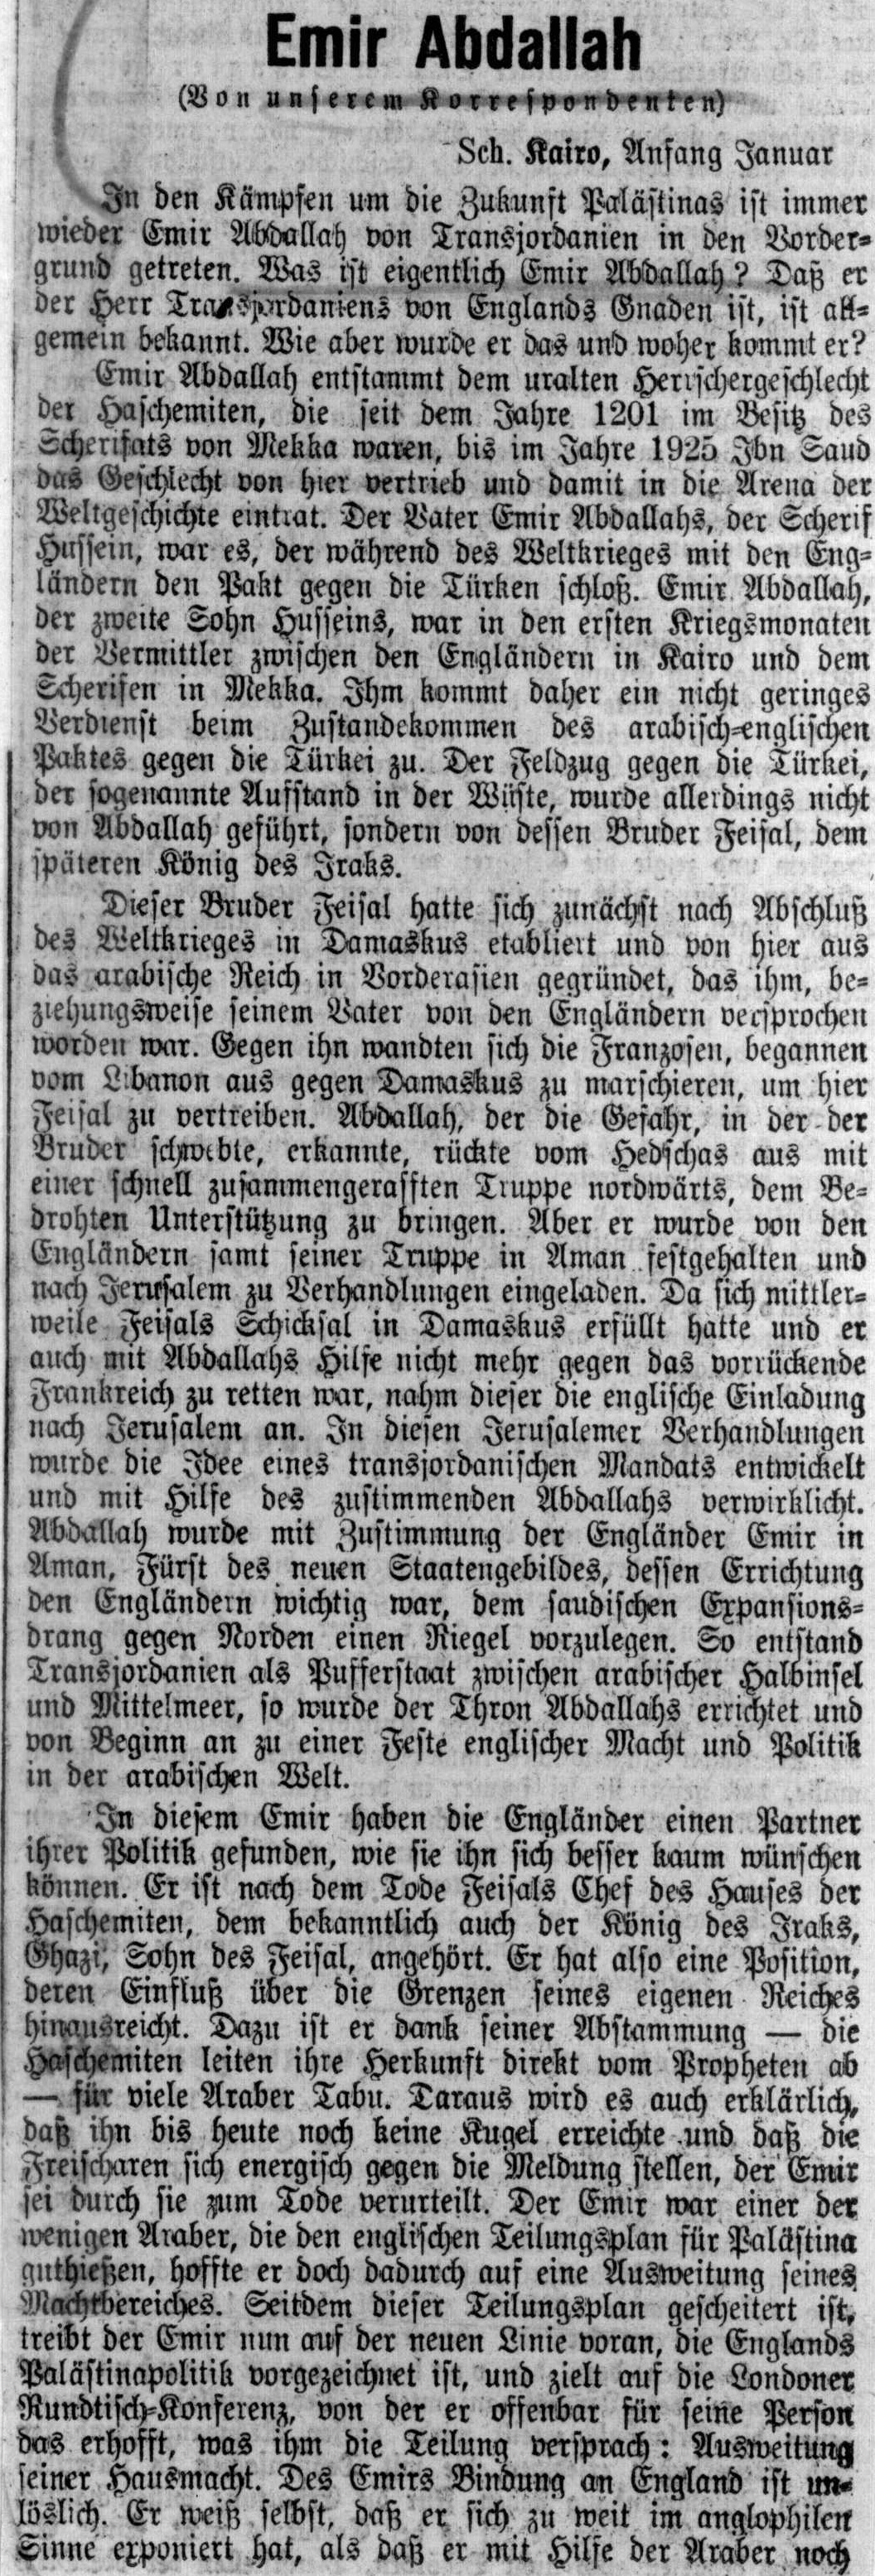 Emir Abdallah
(Von unserem Korrespondenten)
Sch. Kairo, Anfang Januar
In den Kämpfen um die Zukunft Palästinas ist immer
wieder Emir Abdallah von Transjordanien in den Vorder-
grund getreten. Was ist eigentlich Emir Abdallah? Daß er
der Herr Transjordaniens von Englands Gnaden ist, ist all-
gemein bekannt. Wie aber wurde er das und woher kommt er?
Emir Abdallah entstammt dem uralten Herrschergeschlecht
der Haschemiten, die seit dem Jahre 1201 im Besitz des
Scherifats von Mekka waren, bis im Jahre 1925 Ibn Saud
das Geschlecht von hier vertrieb und damit in die Arena der
Weltgeschichte eintrat. Der Vater Emir Abdallahs, der Scherif
Hussein, war es, der während des Weltkrieges mit den Eng-
ländern den Pakt gegen die Türken schloß. Emir Abdallah,
der zweite Sohn Husseins, war in den ersten Kriegsmonaten
der Vermittler zwischen den Engländern in Kairo und dem
Scherifen in Mekka. Ihm kommt daher ein nicht geringes
Verdienst beim Zustandekommen des arabisch-englischen
Paktes gegen die Türkei zu. Der Feldzug gegen die Türkei,
der sogenannte Aufstand in der Wüste, wurde allerdings nicht
von Abdallah geführt, sondern von dessen Bruder Feisal, dem
späteren König des Iraks.
Dieser Bruder Feisal hatte sich zunächst nach Abschluß
des Weltkrieges in Damaskus etabliert und von hier aus
das arabische Reich in Vorderasien gegründet, das ihm, be-
ziehungsweise seinem Vater von den Engländern versprochen
worden war. Gegen ihn wandten sich die Franzosen, begannen
vom Libanon aus gegen Damaskus zu marschieren, um hier
Feisal zu vertreiben. Abdallah, der die Gefahr, in der der
Bruder schwebte, erkannte, rückte vom Hedschas aus mit
einer schnell zusammengerafften Truppe nordwärts, dem Be-
drohten Unterstützung zu bringen. Aber er wurde von den
Engländern samt seiner Truppe in Aman festgehalten und
nach Jerusalem zu Verhandlungen eingeladen. Da sich mittler-
weile Feisals Schicksal in Damaskus erfüllt hatte und er
auch mit Abdallahs Hilfe nicht mehr gegen das vorrückende
Frankreich zu retten war, nahm dieser die englische Einladung
nach Jerusalem an. In diesen Jerusalemer Verhandlungen
wurde die Idee eines transjordanischen Mandats entwickelt
und mit Hilfe des zustimmenden Abdallahs verwirklicht.
Abdallah wurde mit Zustimmung der Engländer Emir in
Aman, Fürst des neuen Staatengebildes, dessen Errichtung
den Engländern wichtig war, dem saudischen Expansions-
drang gegen Norden einen Riegel vorzulegen. So entstand
Transjordanien als Pufferstaat zwischen arabischer Halbinsel
und Mittelmeer, so wurde der Thron Abdallahs errichtet und
von Beginn an zu einer Feste englischer Macht und Politik
in der arabischen Welt.
In diesem Emir haben die Engländer einen Partner
ihrer Politik gefunden, wie sie ihn sich besser kaum wünschen
können. Er ist nach dem Tode Feisals Chef des Hauses der
Haschemiten, dem bekanntlich auch der König des Iraks,
Ghazi, Sohn des Feisal, angehört. Er hat also eine Position,
deren Einfluß über die Grenzen seines eigenen Reiches
hinausreicht. Dazu ist er dank seiner Abstammung — die
Haschemiten leiten ihre Herkunft direkt vom Propheten ab
— für viele Araber Tabu. Taraus wird es auch erklärlich,
daß ihn bis heute noch keine Kugel erreichte und daß die
Freischaren sich energisch gegen die Meldung stellen, der Emir
sei durch sie zum Tode verurteilt. Der Emir war einer der
wenigen Araber, die den englischen Teilungsplan für Palästina
guthießen, hoffte er doch dadurch auf eine Ausweitung seines
Machtbereiches. Seitdem dieser Teilungsplan gescheitert ist,
treibt der Emir nun auf der neuen Linie voran, die Englands
Palästinapolitik vorgezeichnet ist, und zielt auf die Londoner
Rundtisch-Konferenz, von der er offenbar für seine Person
das erhofft, was ihm die Teilung versprach: Ausweitung
seiner Hausmacht. Des Emirs Bindung an England ist un-
löslich. Er weiß selbst, daß er sich zu weit im anglophilen
Sinne exponiert hat, als daß er mit Hilfe der Araber noch